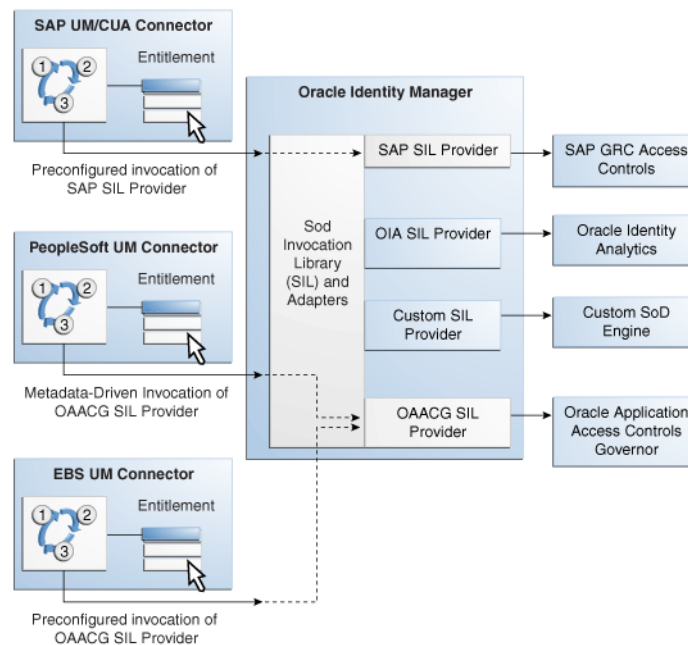 SAP UM/CUA Connector
Entitlement
1
2
3
Preconfigured invocation of
SAP SIL Provider
PeopleSoft UM Connector
Entitlement
1
2
3
Metadata-Driven Invocation of
OAACG SIL Provider
EBS UM Connector
Entitlement
1
2
3
Preconfigured invocation of
OAACG SIL Provider
Oracle Identity Manager
Sod
Invocation
Library
(SIL) and
Adapters
SAP SIL Provider
OIA SIL Provider
Custom SIL
Provider
OAACG SIL
Provider
SAP GRC Access
Controls
Oracle Identity
Analytics
Custom SoD
Engine
Oracle Application
Access Controls
Governor